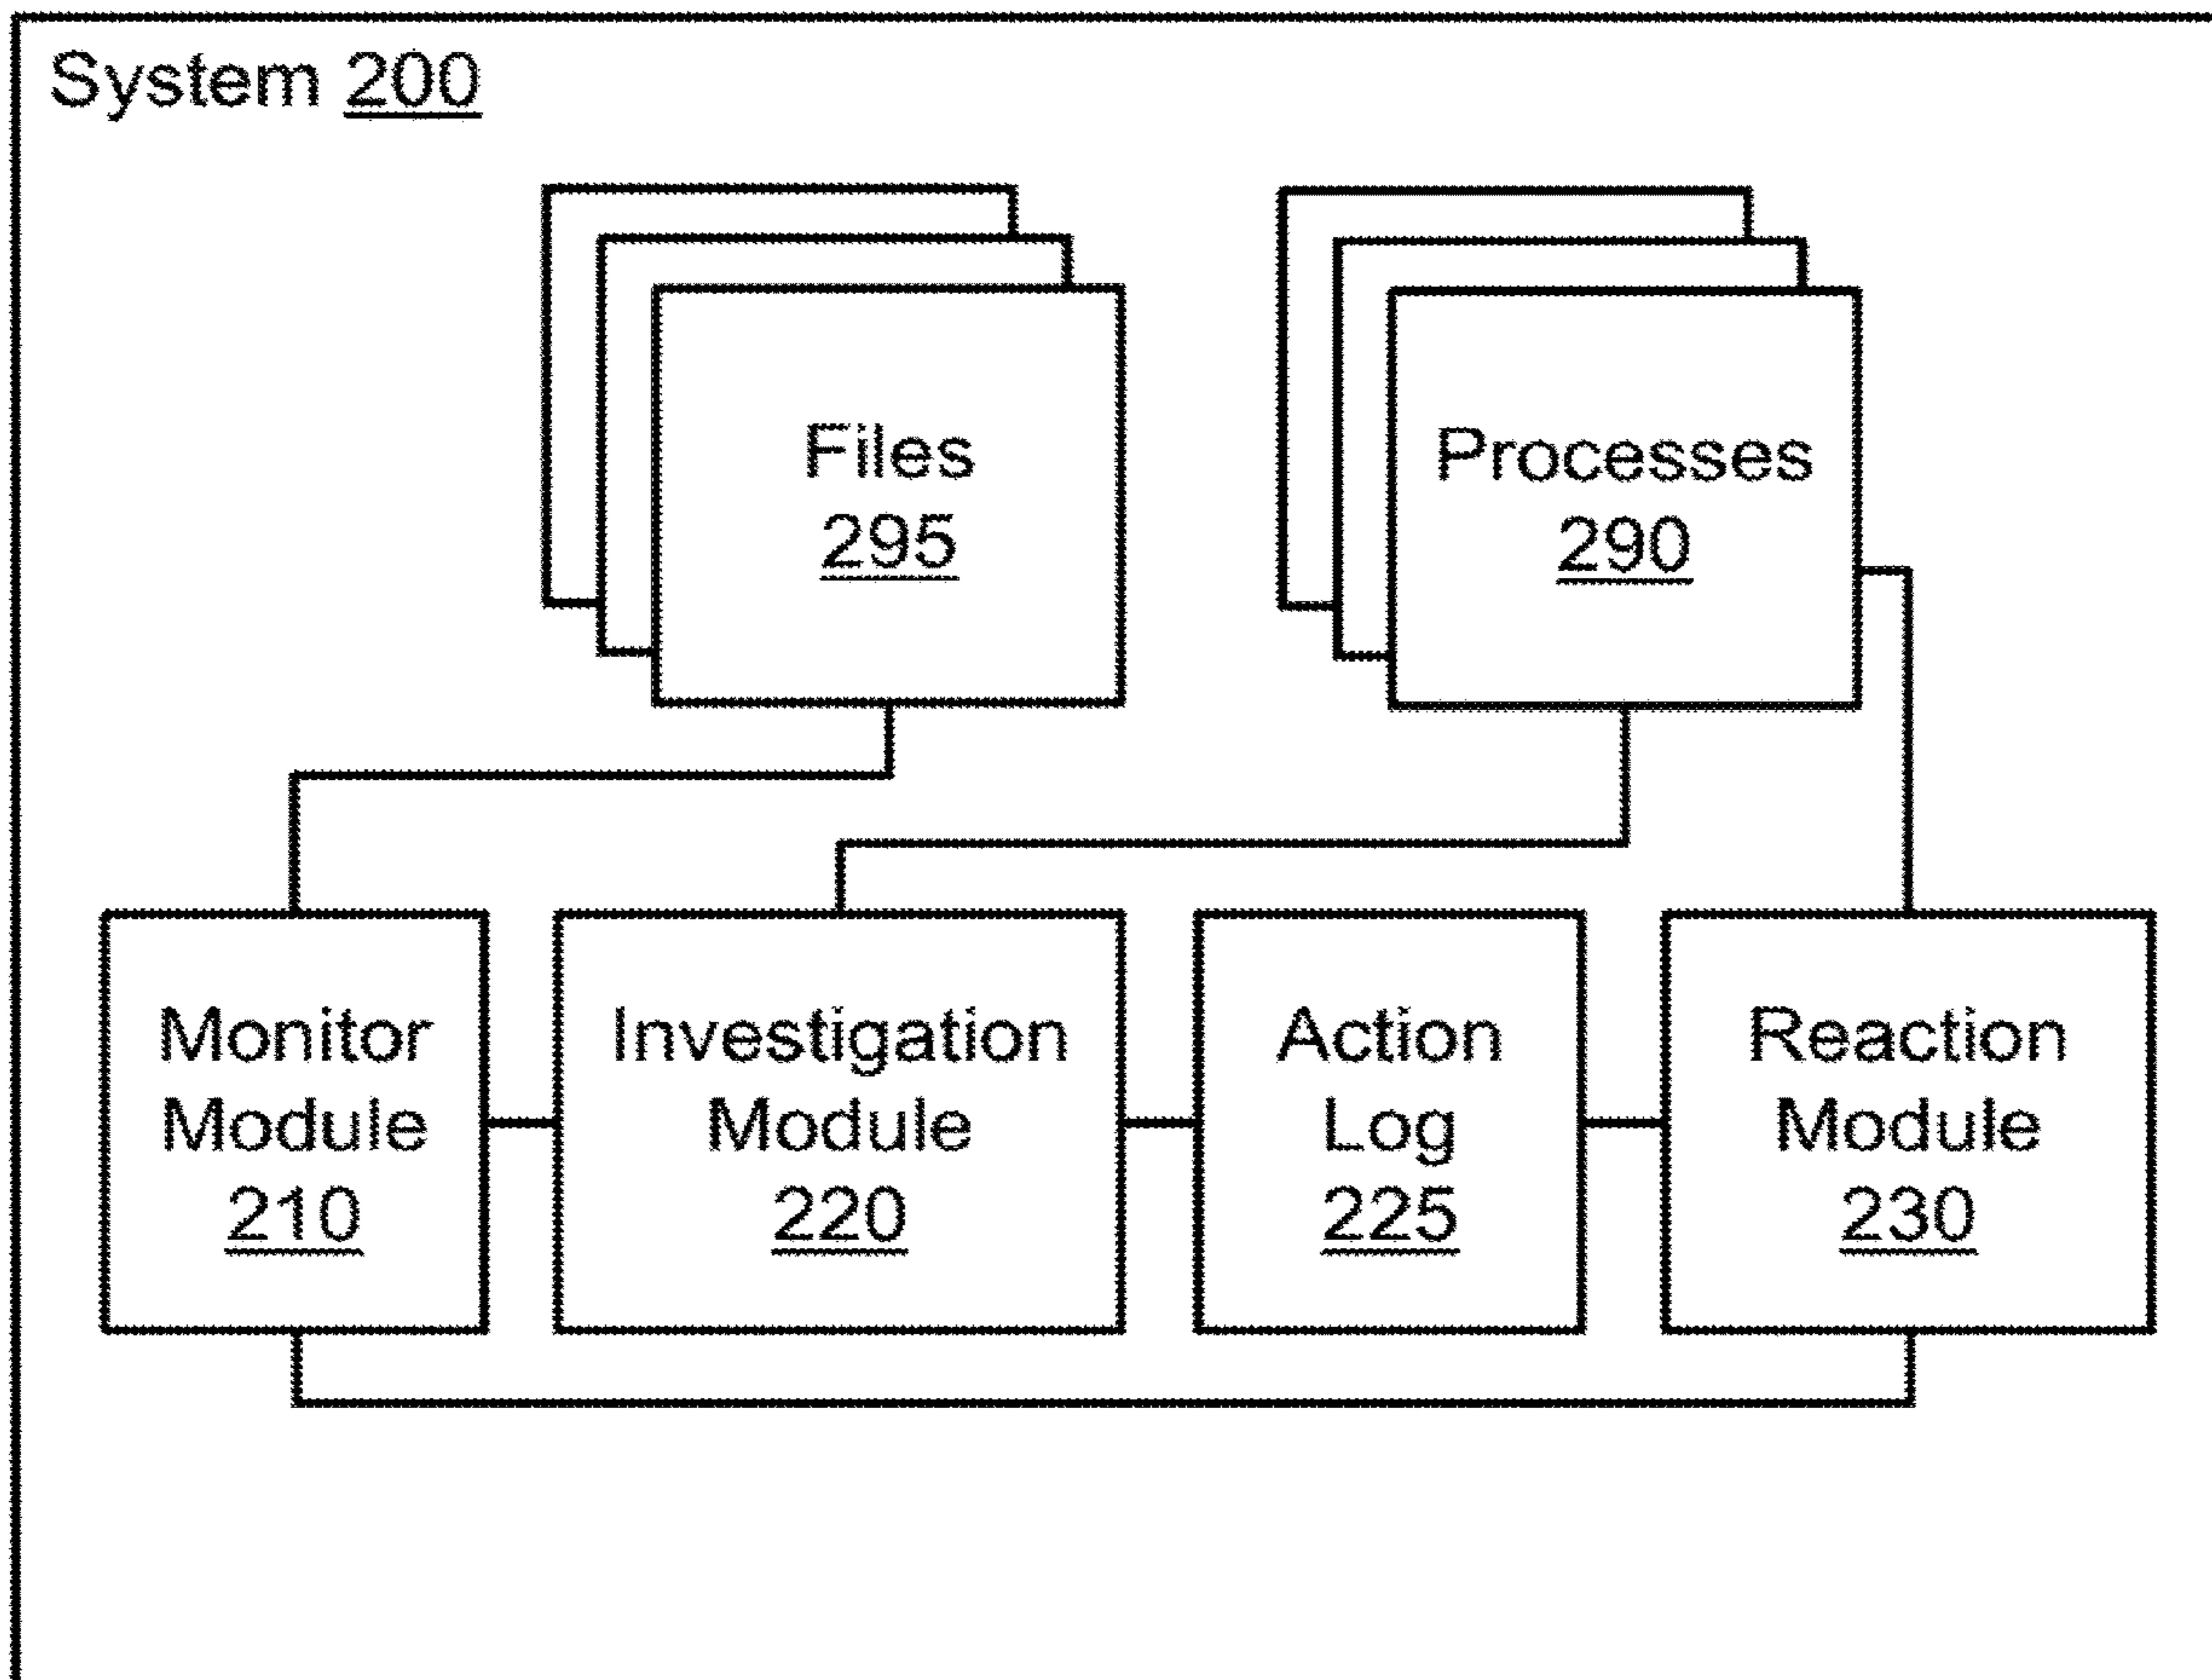 System 200
Files
295
Processes
290
Monitor
Module
210
Investigation
Module
220
Action
Log
225
Reaction
Module
230